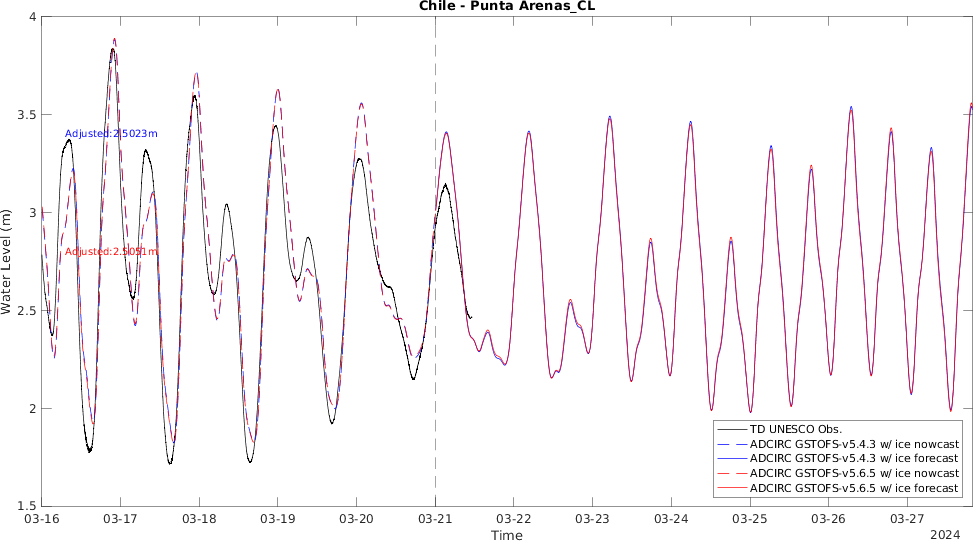 Chile - Punta Arenas_CL
4
3.5
3
2.5
2
1.5
Water Level (m)
Adjusted:2.5023m
Adjusted:2.5051m
TD UNESCO Obs.
ADCIRC GSTOFS-v5.4.3 w/ ice nowcast
ADCIRC GSTOFS-v5.4.3 w/ ice forecast
ADCIRC GSTOFS-v5.6.5 w/ ice nowcast
ADCIRC GSTOFS-v5.6.5 w/ ice forecast
03-16 03-17 03-18 03-19 03-20 03-21 03-22 03-23 03-24 03-25 03-26 03-27
Time
2024